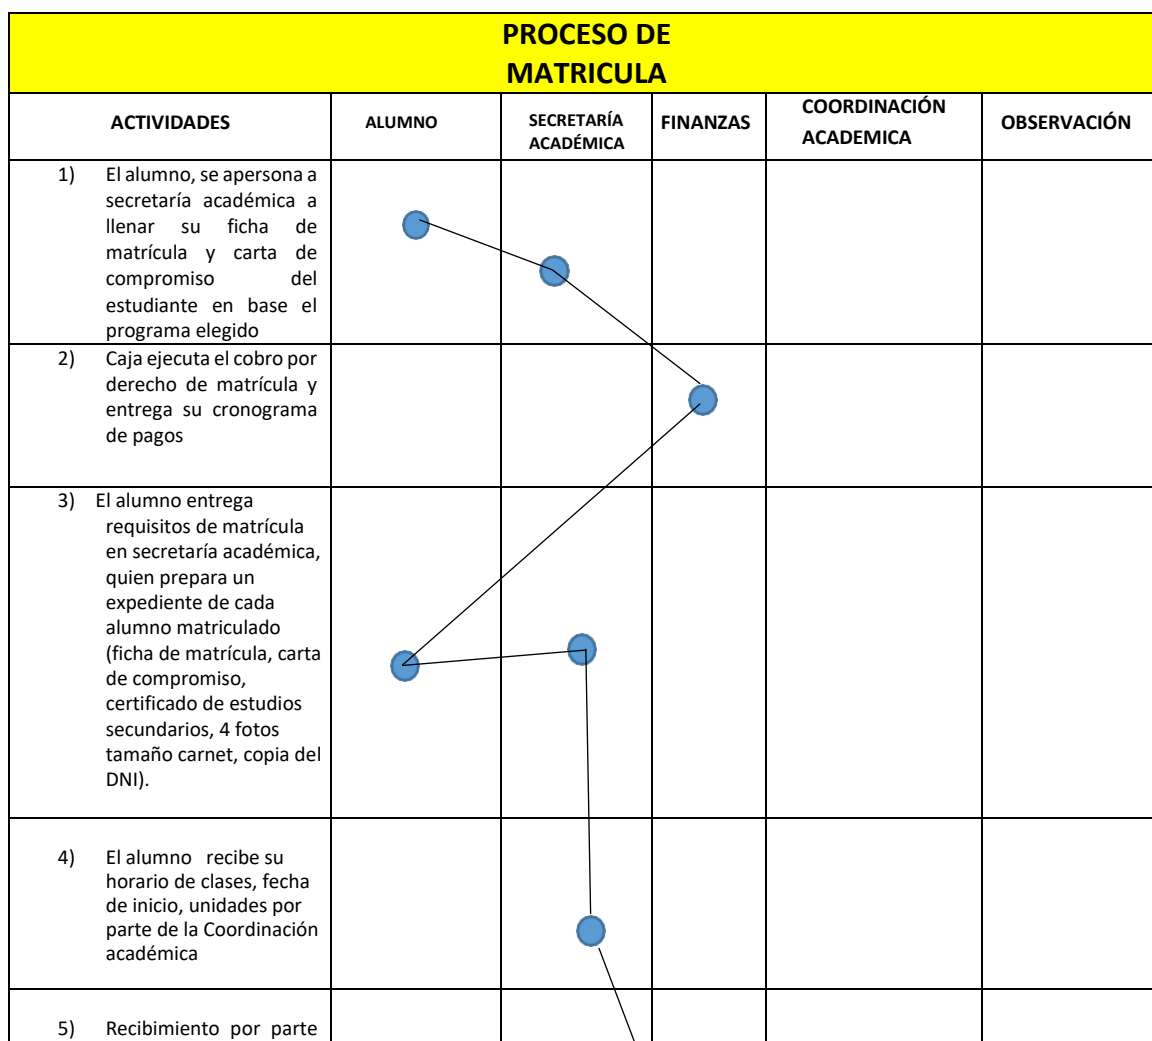 PROCESO DE
MATRICULA
ACTIVIDADES
ALUMNO
SECRETARÍA
ACADÉMICA
FINANZAS
COORDINACIÓN
ACADEMICA
OBSERVACIÓN
1) El alumno, se apersona a
secretaría académica a
llenar su ficha de
matrícula y carta de
compromiso del
estudiante en base el
programa elegido
2) Caja ejecuta el cobro por
derecho de matrícula y
entrega su cronograma
de pagos
3) El alumno entrega
requisitos de matrícula
en secretaría académica,
quien prepara un
expediente de cada
alumno matriculado
(ficha de matrícula, carta
de compromiso,
certificado de estudios
secundarios, 4 fotos
tamaño carnet, copia del
DNI).
4) El alumno recibe su
horario de clases, fecha
de inicio, unidades por
parte de la Coordinación
académica
5) Recibimiento por parte